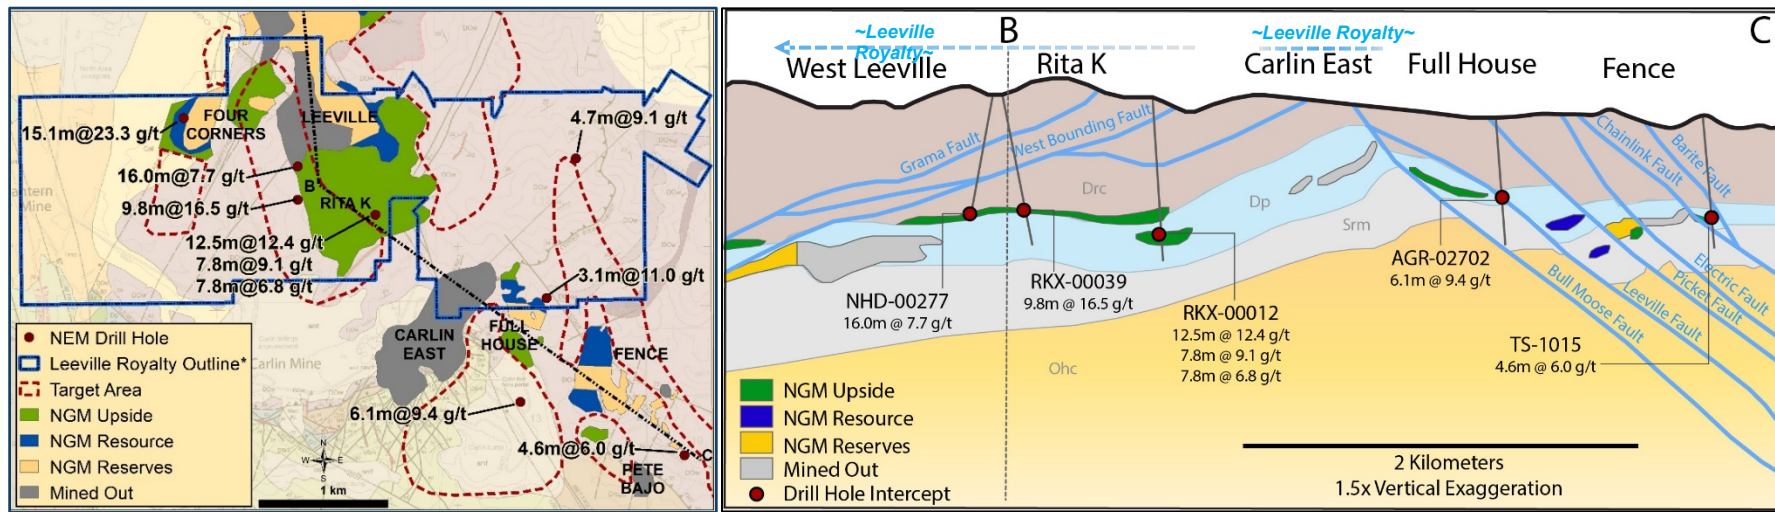 15.1m@23.3 g/t
FOUR
CORNERS
LEEVILLE
4.7m@9.1 g/t
16.0m@7.7 g/t
B'
RITA K
9.8m@16.5 g/t
12.5m@12.4 g/t
7.8m@9.1 g/t
7.8m@6.8 g/t
3.1m@11.0 g/t
CARLIN
EAST
FULL
HOUSE
FENCE
Carlin Mine
6.1m@9.4 g/t
4.6m@6.0 g/t
C
PETE
BAJO
NEM Drill Hole
Leeville Royalty Outline*
Target Area
NGM Upside
NGM Resource
NGM Reserves
Mined Out
N
W E
S
1 km
~Leeville
Royalty~
B
~Leeville Royalty~
C
West Leeville
Rita K
Carlin East
Full House
Fence
Grama Fault
West Bounding Fault
Chainlink Fault
Barite Fault
Drc
Dp
Srm
Ohc
NHD-00277
16.0m @ 7.7 g/t
RKX-00039
9.8m @ 16.5 g/t
RKX-00012
12.5m @ 12.4 g/t
7.8m @ 9.1 g/t
7.8m @ 6.8 g/t
AGR-02702
6.1m @ 9.4 g/t
Bull Moose Fault
Leeville Fault
Picket Fault
Electric Fault
TS-1015
4.6m @ 6.0 g/t
NGM Upside
NGM Resource
NGM Reserves
Mined Out
Drill Hole Intercept
2 Kilometers
1.5x Vertical Exaggeration